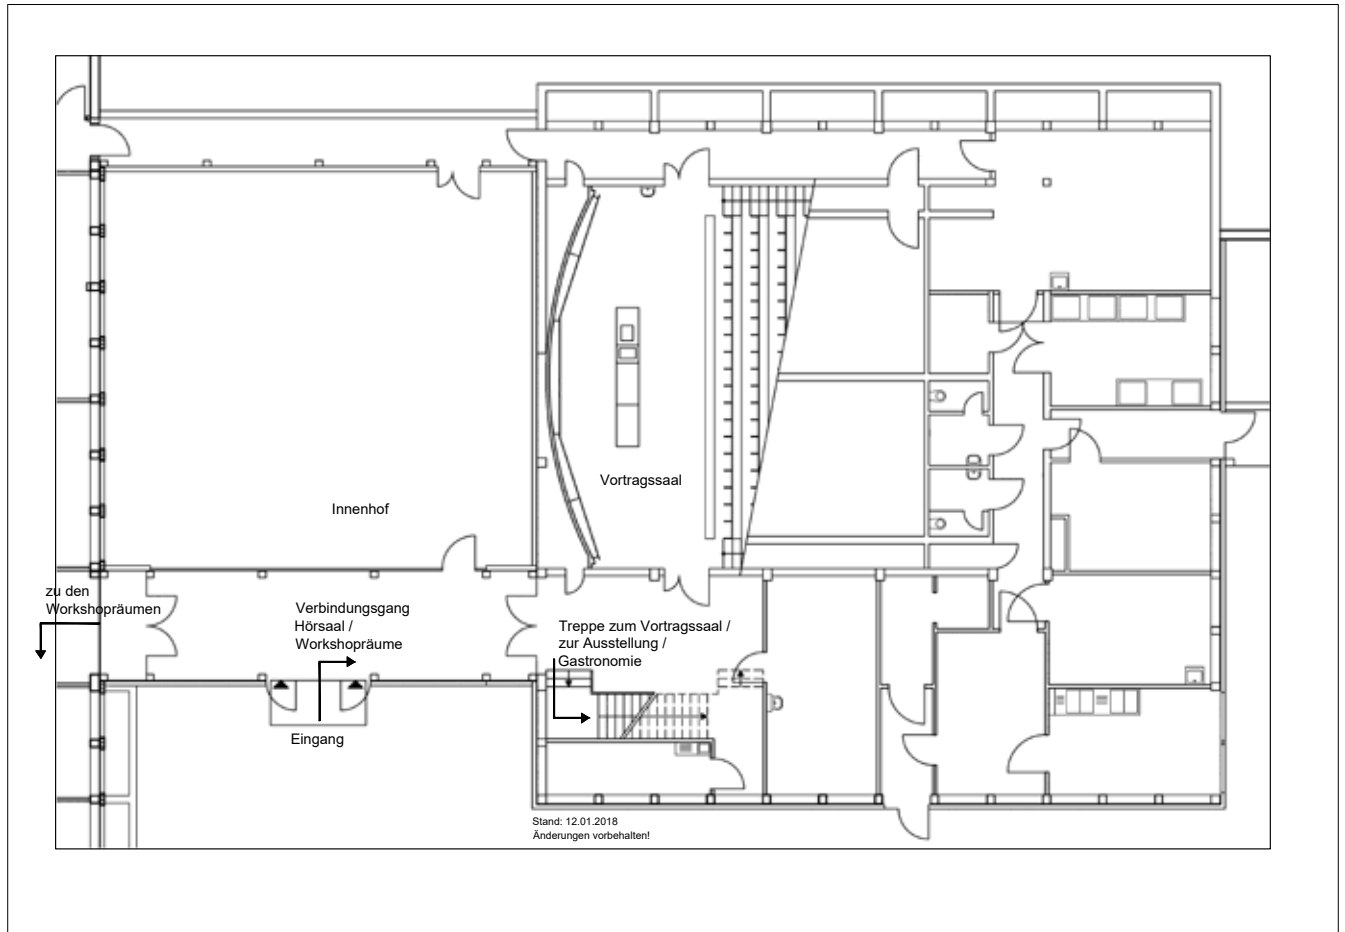 Vortragssaal
Innenhof
zu den
Workshopräumen
Verbindungsgang
Hörsaal /
Workshopräume
Treppe zum Vortragssaal /
zur Ausstellung /
Gastronomie
Eingang
Stand: 12.01.2018
Änderungen vorbehalten!